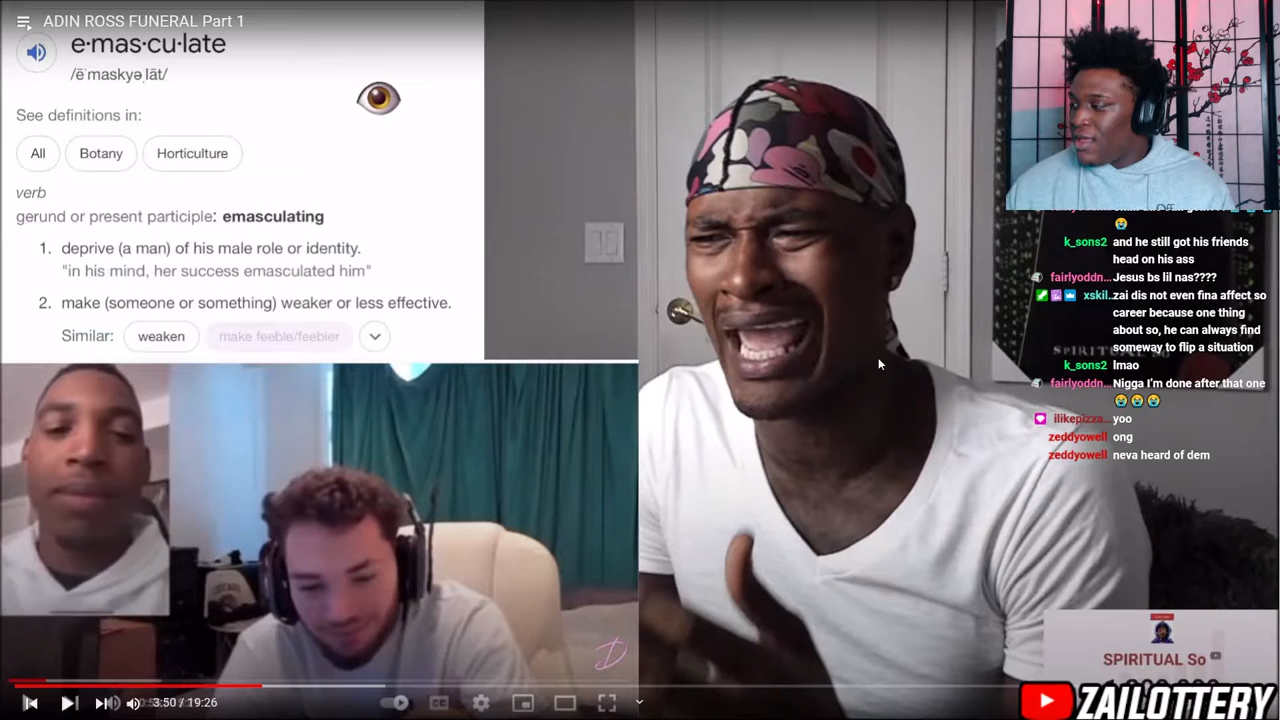 ADIN ROSS FUNERAL Part 1
e·mas·cu·late
/ēˈmaskyəˌlāt/
See definitions in:
All
Botany
Horticulture
verb
gerund or present participle: emasculating
1. deprive (a man) of his male role or identity.
"in his mind, her success emasculated him"
2. make (someone or something) weaker or less effective.
Similar:
weaken
make feeble/feebler
k_sons2 and he still got his friends
head on his ass
fairlyoddn… Jesus bs lil nas????
xskil… zai dis not even fina affect so
career because one thing
about so, he can always find
someway to flip a situation
k_sons2 lmao
fairlyoddn… Nigga I'm done after that one
😭😭😭
ilikepizza… yoo
zeddyowell ong
zeddyowell neva heard of dem
SPIRITUAL So
SPIRITUAL So
3:50 / 19:26
ZAILOTTERY